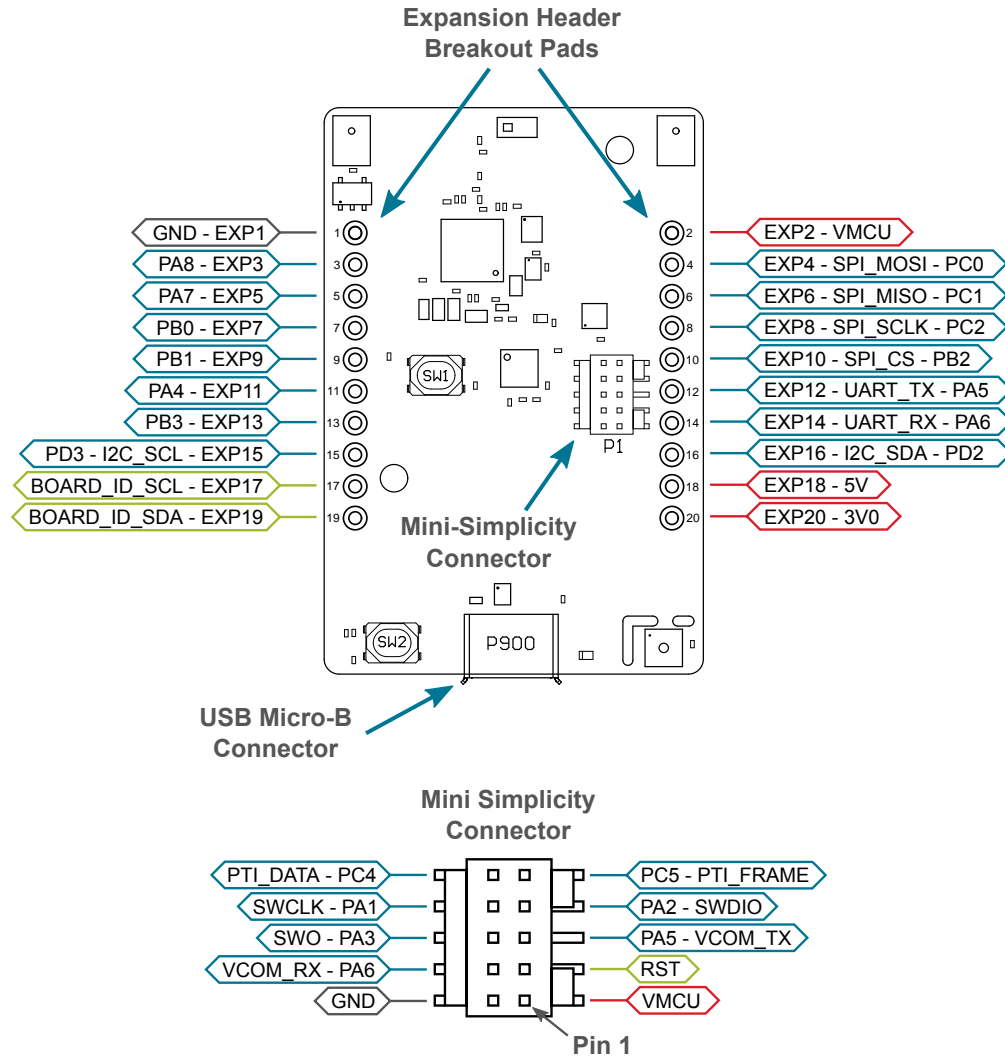 Expansion Header
Breakout Pads
GND - EXP1
1
2
EXP2 - VMCU
PA8 - EXP3
3
4
EXP4 - SPI_MOSI - PC0
PA7 - EXP5
5
6
EXP6 - SPI_MISO - PC1
PB0 - EXP7
7
8
EXP8 - SPI_SCLK - PC2
PB1 - EXP9
9
10
EXP10 - SPI_CS - PB2
SW1
PA4 - EXP11
11
12
EXP12 - UART_TX - PA5
PB3 - EXP13
13
14
EXP14 - UART_RX - PA6
P1
PD3 - I2C_SCL - EXP15
15
16
EXP16 - I2C_SDA - PD2
BOARD_ID_SCL - EXP17
17
18
EXP18 - 5V
BOARD_ID_SDA - EXP19
19
20
EXP20 - 3V0
Mini-Simplicity
Connector
SW2
P900
USB Micro-B
Connector
Mini Simplicity
Connector
PTI_DATA - PC4
PC5 - PTI_FRAME
SWCLK - PA1
PA2 - SWDIO
SWO - PA3
PA5 - VCOM_TX
VCOM_RX - PA6
RST
GND
VMCU
Pin 1